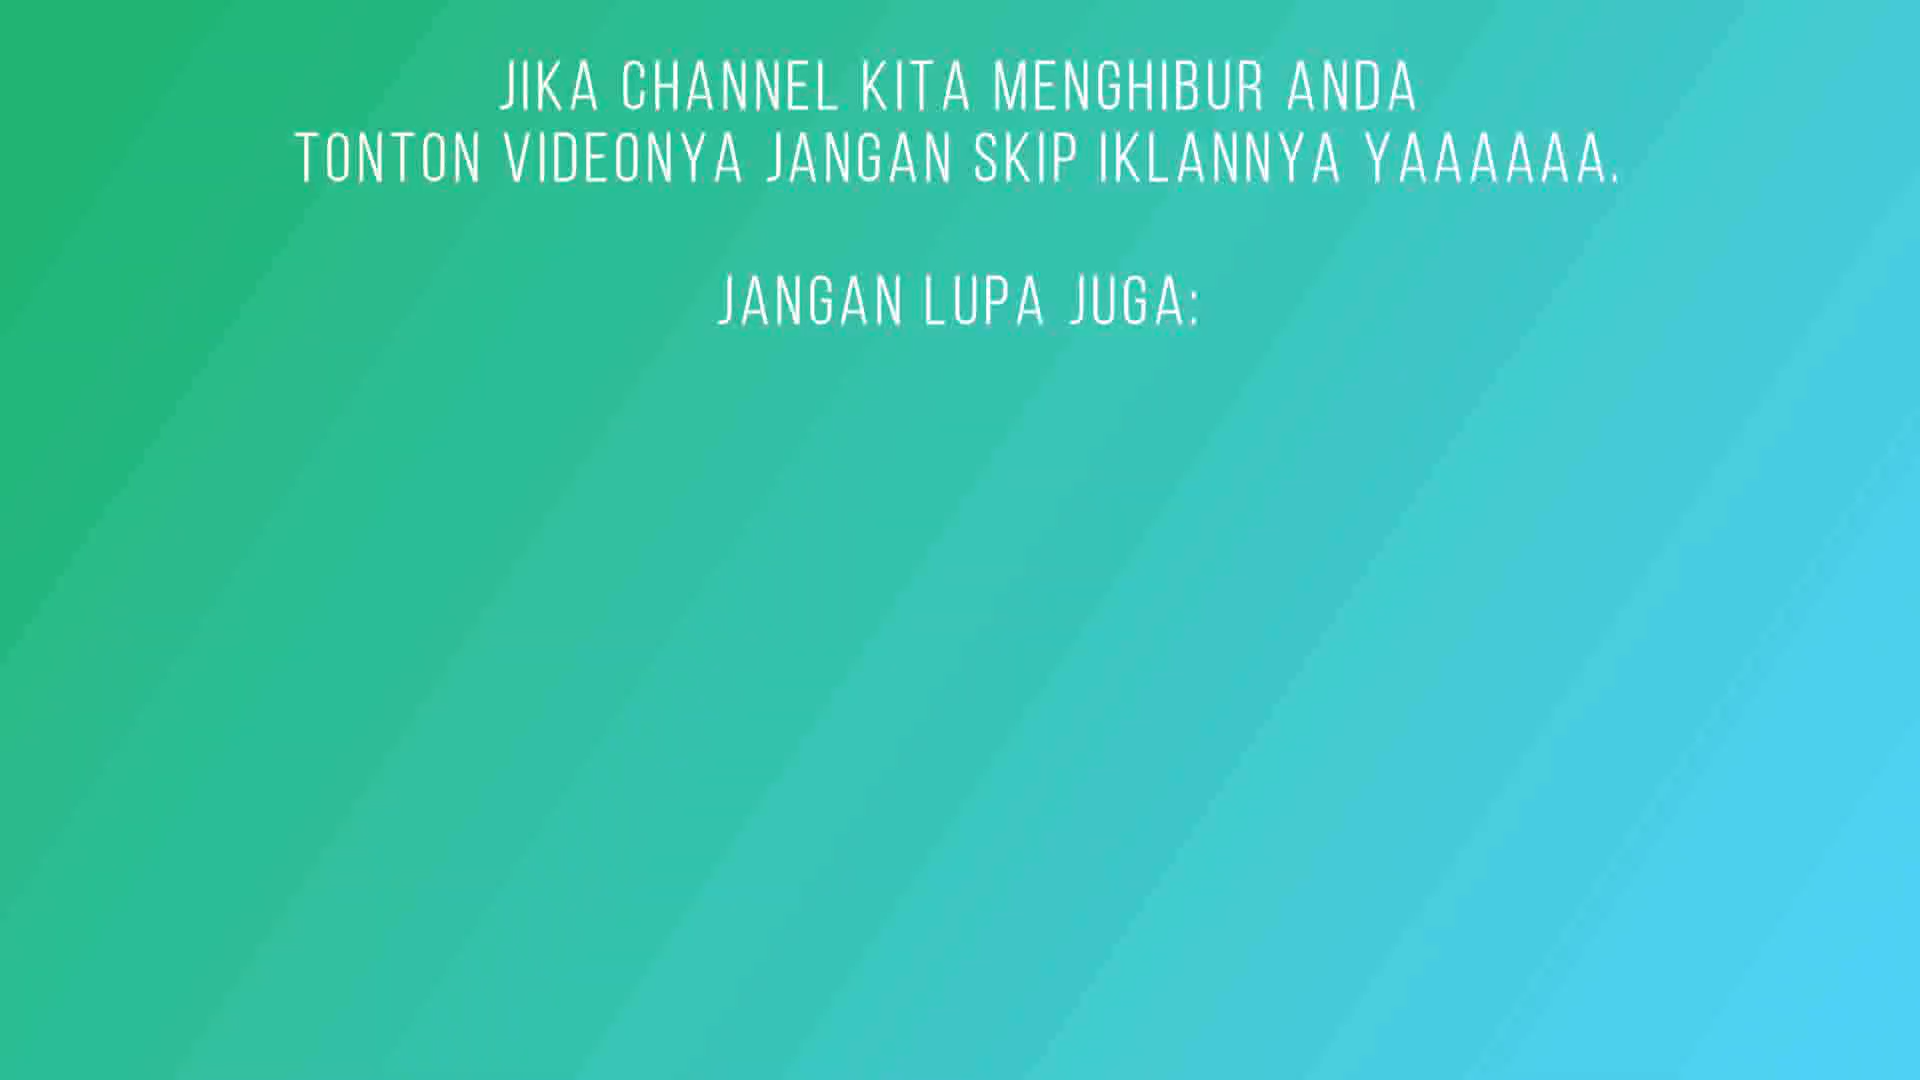 JIKA CHANNEL KITA MENGHIBUR ANDA
TONTON VIDEONYA JANGAN SKIP IKLANNYA YAAAAAA.
JANGAN LUPA JUGA: